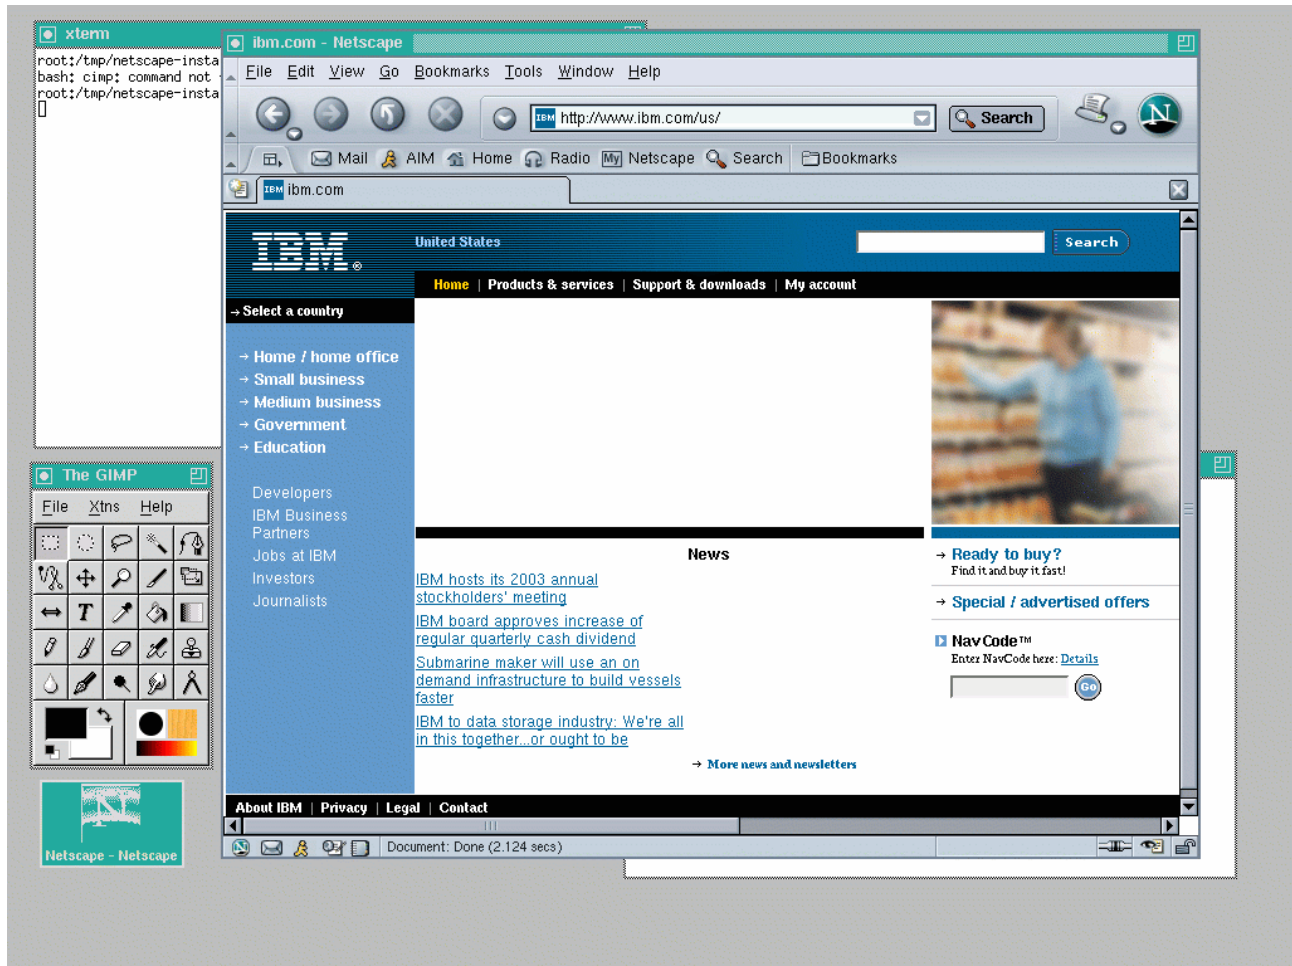 xterm
root:/tmp/netscape-insta
bash: cimp: command not
root:/tmp/netscape-insta
ibm.com - Netscape
File Edit View Go Bookmarks Tools Window Help
IBM http://www.ibm.com/us/ Search N
Mail AIM Home Radio My Netscape Search Bookmarks
IBM ibm.com
IBM®
United States
Search
Home | Products & services | Support & downloads | My account
→ Select a country
→ Home / home office
→ Small business
→ Medium business
→ Government
→ Education
Developers
IBM Business
Partners
Jobs at IBM
Investors
Journalists
News
IBM hosts its 2003 annual
stockholders' meeting
IBM board approves increase of
regular quarterly cash dividend
Submarine maker will use an on
demand infrastructure to build vessels
faster
IBM to data storage industry: We're all
in this together...or ought to be
→ More news and newsletters
→ Ready to buy?
Find it and buy it fast!
→ Special / advertised offers
NavCode™
Enter NavCode here: Details
Go
About IBM | Privacy | Legal | Contact
Document: Done (2.124 secs)
The GIMP
File Xtns Help
T
N
Netscape - Netscape